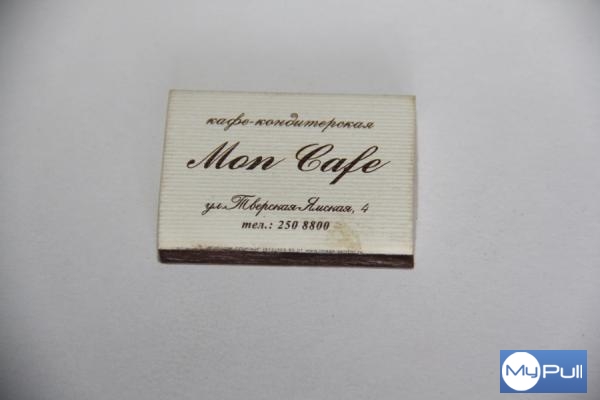 кафе-кондитерская
Mon Cafe
ул.Тверская-Ямская, 4
тел.: 250 8800
MyPull